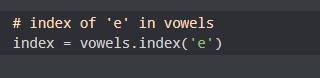 # index of 'e' in vowels
index = vowels.index('e')